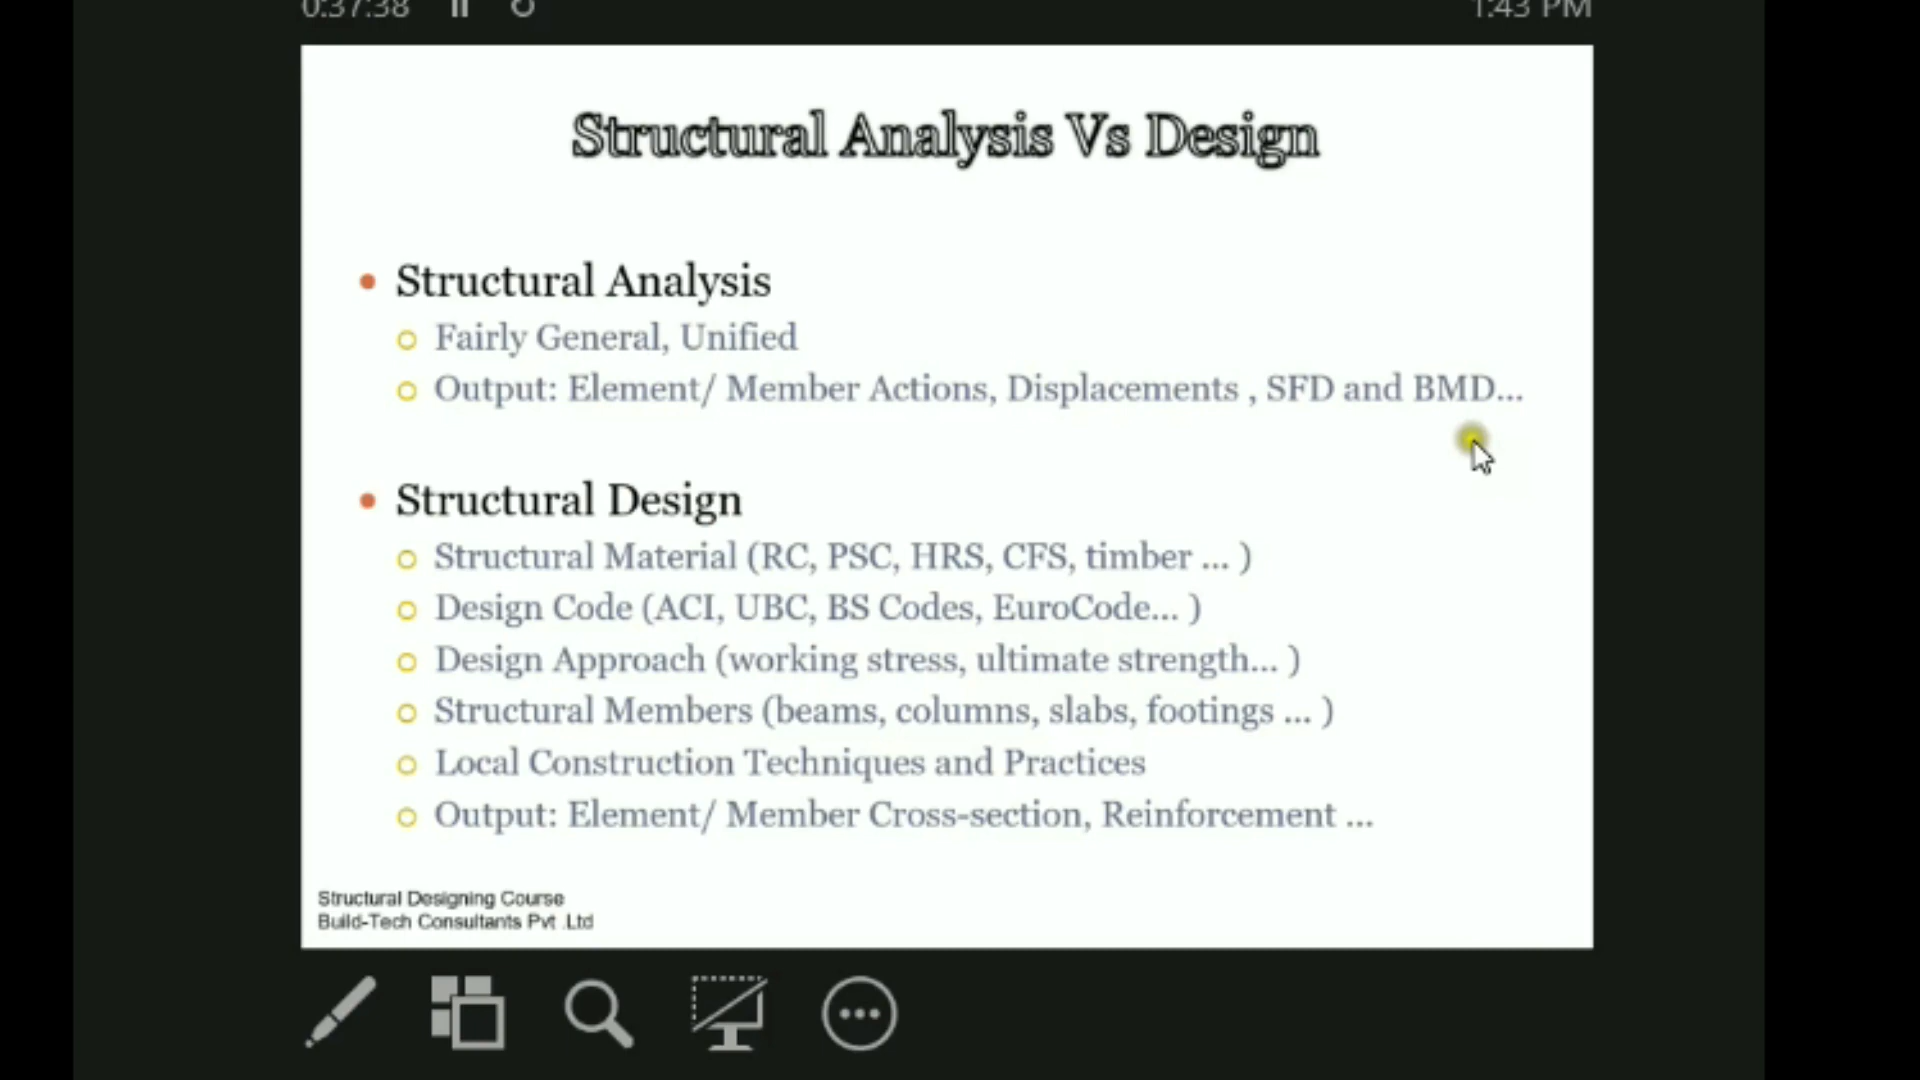 0:37:38
1:43 PM
Structural Analysis Vs Design
Structural Analysis
Fairly General, Unified
Output: Element/ Member Actions, Displacements , SFD and BMD...
Structural Design
Structural Material (RC, PSC, HRS, CFS, timber ... )
Design Code (ACI, UBC, BS Codes, EuroCode... )
Design Approach (working stress, ultimate strength... )
Structural Members (beams, columns, slabs, footings ... )
Local Construction Techniques and Practices
Output: Element/ Member Cross-section, Reinforcement ...
Structural Designing Course
Build-Tech Consultants Pvt .Ltd